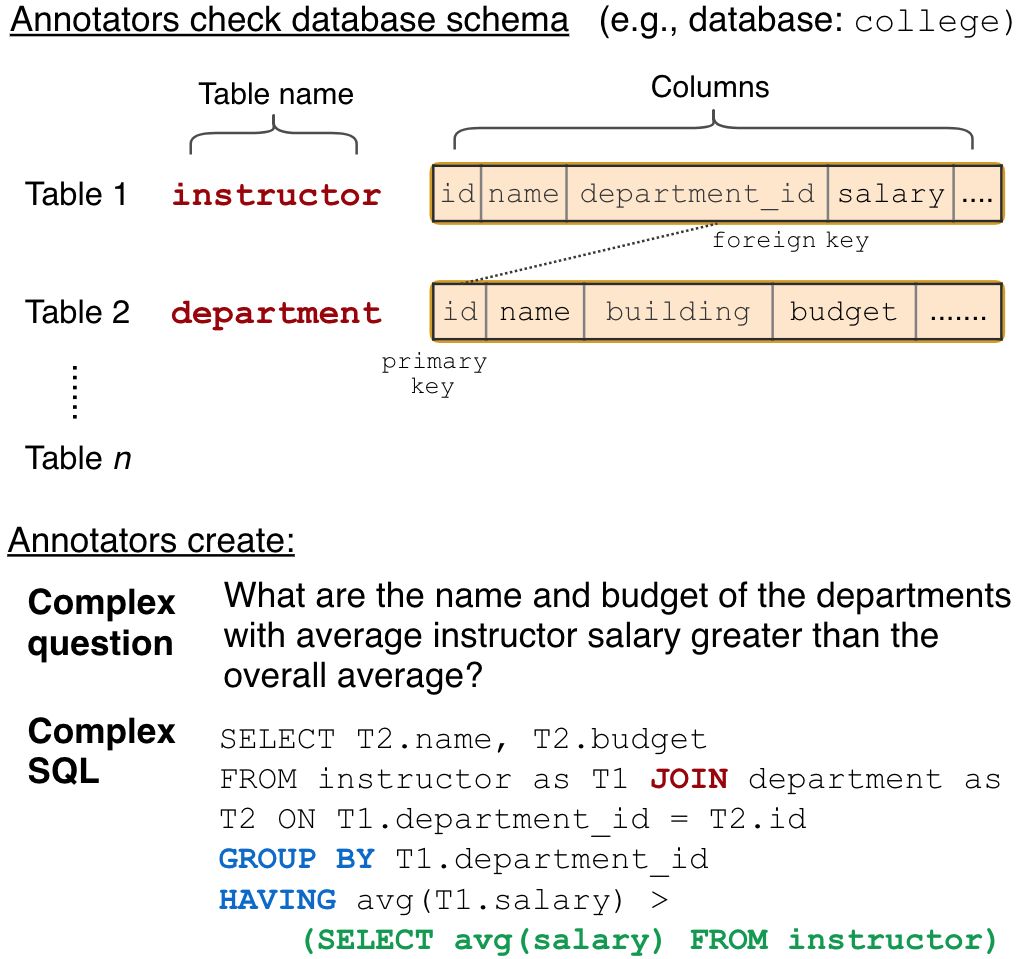 Annotators check database schema (e.g., database: college)
Table name
Columns
Table 1 instructor id name department_id salary ....
foreign key
Table 2 department id name building budget .......
primary
key
Table n
Annotators create:
Complex
question
What are the name and budget of the departments
with average instructor salary greater than the
overall average?
Complex
SQL
SELECT T2.name, T2.budget
FROM instructor as T1 JOIN department as
T2 ON T1.department_id = T2.id
GROUP BY T1.department_id
HAVING avg(T1.salary) >
(SELECT avg(salary) FROM instructor)